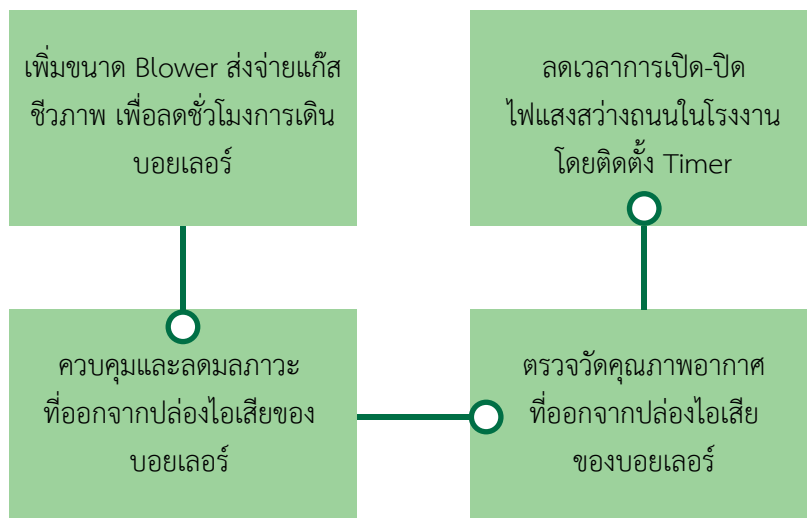 เพิ่มขนาด Blower ส่งจ่ายแก๊ส
ชีวภาพ เพื่อลดชั่วโมงการเดิน
บอยเลอร์
ควบคุมและลดมลภาวะ
ที่ออกจากปล่องไอเสียของ
บอยเลอร์
ตรวจวัดคุณภาพอากาศ
ที่ออกจากปล่องไอเสีย
ของบอยเลอร์
ลดเวลาการเปิด-ปิด
ไฟแสงสว่างถนนในโรงงาน
โดยติดตั้ง Timer